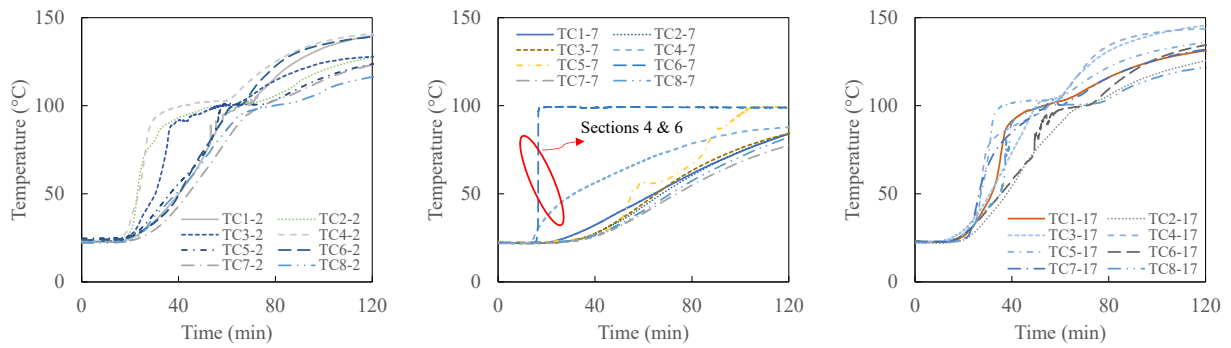 150
100
50
0
Temperature (°C)
0
40
80
120
Time (min)
TC1-2
TC2-2
TC3-2
TC4-2
TC5-2
TC6-2
TC7-2
TC8-2
150
100
50
0
Temperature (°C)
0
40
80
120
Time (min)
TC1-7
TC2-7
TC3-7
TC4-7
TC5-7
TC6-7
TC7-7
TC8-7
Sections 4 & 6
150
100
50
0
Temperature (°C)
0
40
80
120
Time (min)
TC1-17
TC2-17
TC3-17
TC4-17
TC5-17
TC6-17
TC7-17
TC8-17